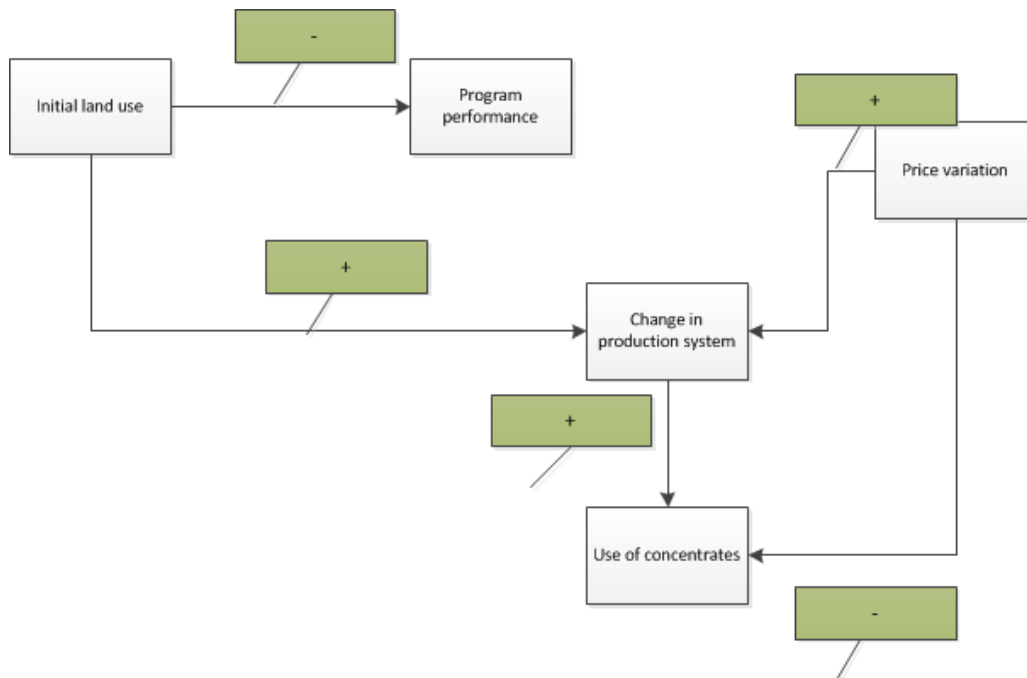 -
Initial land use
Program
performance
+
Price variation
+
Change in
production system
+
Use of concentrates
-